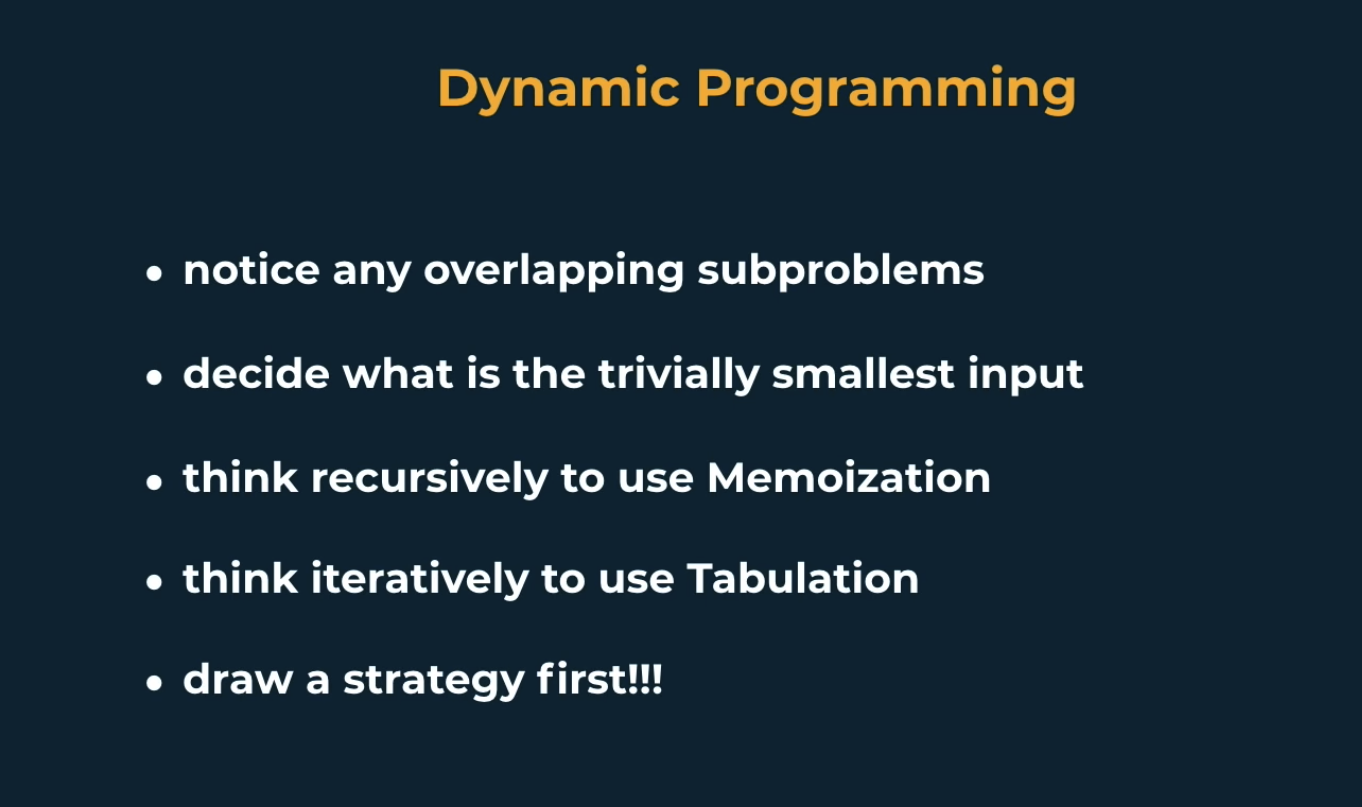 Dynamic Programming
• notice any overlapping subproblems
• decide what is the trivially smallest input
• think recursively to use Memoization
• think iteratively to use Tabulation
• draw a strategy first!!!